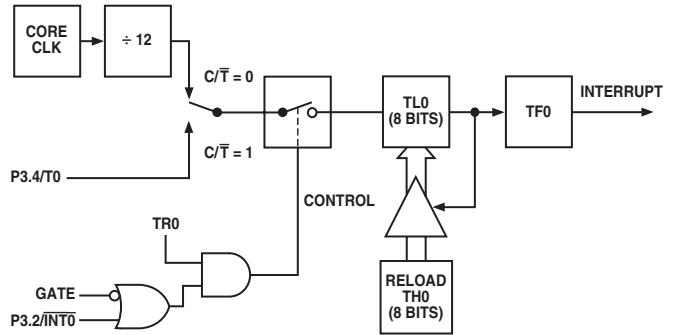 CORE
CLK
÷ 12
C/T̅ = 0
C/T̅ = 1
P3.4/T0
TL0
(8 BITS)
TF0
INTERRUPT
CONTROL
TR0
GATE
P3.2/I̅N̅T̅0̅
RELOAD
TH0
(8 BITS)